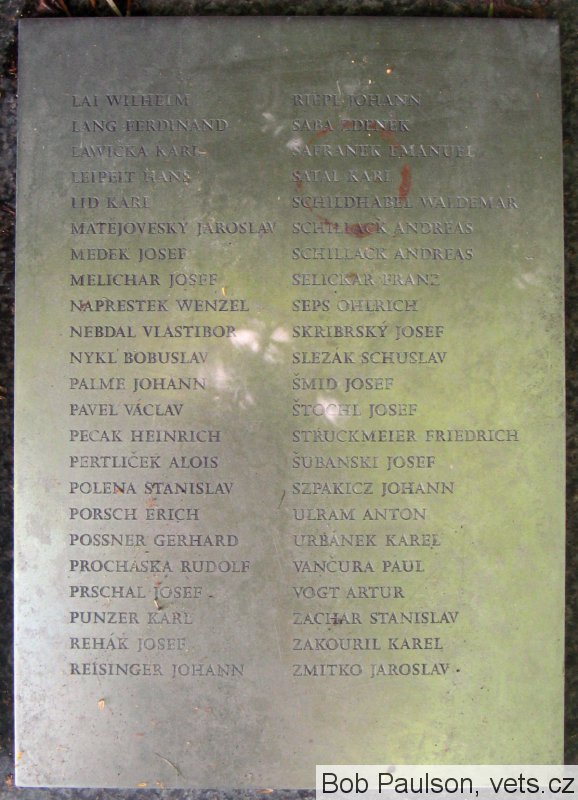 LAI WILHEIM
LANG FERDINAND
LAWICKA KARL
LEIPELT HANS
LID KARL
MATĚJOVESKÝ JAROSLAV
MEDEK JOSEF
MELICHAR JOSEF
NAPRESTEK WENZEL
NEBDAL VLASTIBOR
NYKL BOBUSLAV
PALME JOHANN
PAVEL VÁCLAV
PECAK HEINRICH
PERTLIČEK ALOIS
POLENA STANISLAV
PORSCH ERICH
POSSNER GERHARD
PROCHASKA RUDOLF
PRSCHAL JOSEF
PUNZER KARL
REHÁK JOSEF
REISINGER JOHANN
RIEPL JOHANN
SABA ZDENEK
SAFRANEK EMANUEL
SATAL KARL
SCHILDHABEL WALDEMAR
SCHILLACK ANDREAS
SCHILLACK ANDREAS
SELICKAR FRANZ
SEPS OHLRICH
SKRIBRSKÝ JOSEF
SLEZÁK SCHUSLAV
ŠMID JOSEF
ŠTOCHL JOSEF
STRUCKMEIER FRIEDRICH
ŠUBANSKI JOSEF
SZPAKICZ JOHANN
ULRAM ANTON
URBÁNEK KAREL
VANČURA PAUL
VOGT ARTUR
ZACHAR STANISLAV
ZAKOURIL KAREL
ZMITKO JAROSLAV
Bob Paulson, vets.cz